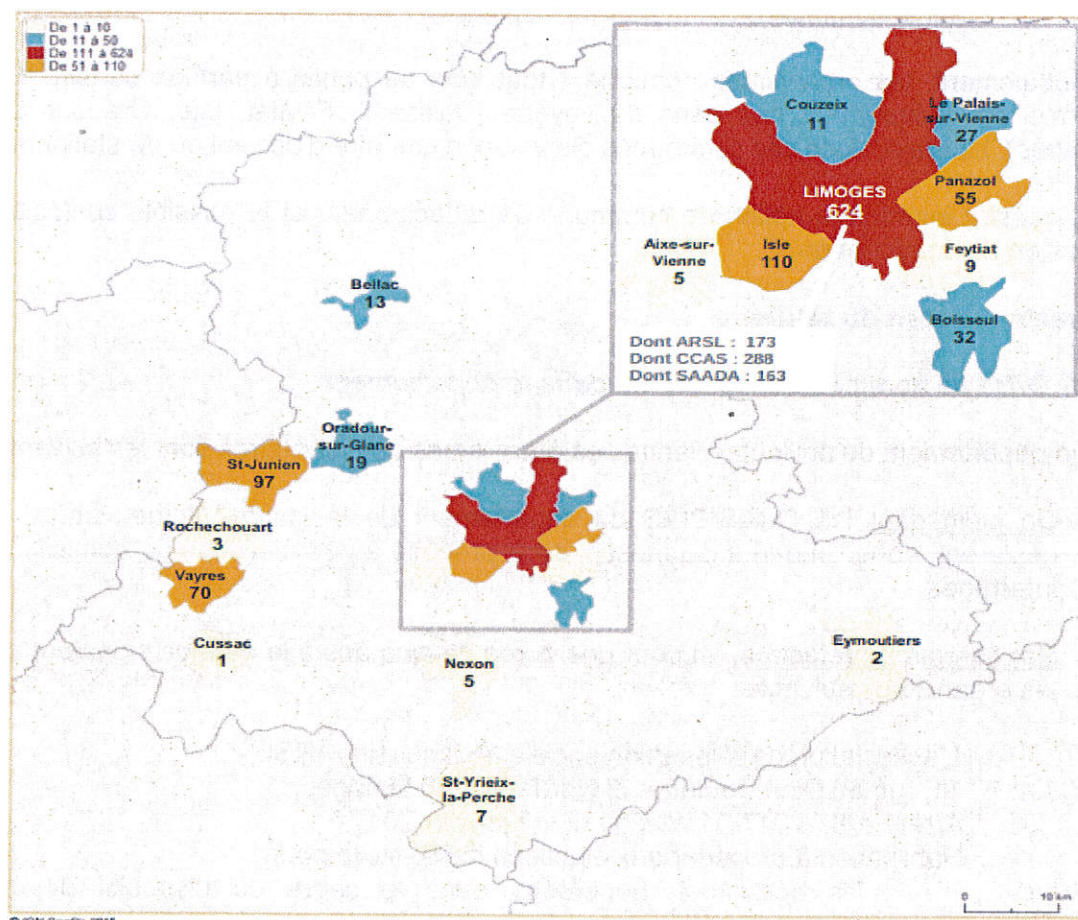 De 1 à 10
De 11 à 50
De 111 à 624
De 51 à 110
Couzeix
11
Le Palais-
sur-Vienne
27
LIMOGES
624
Panazol
55
Aixe-sur-
Vienne
5
Isle
110
Feytiat
9
Boisseul
32
Dont ARSL : 173
Dont CCAS : 288
Dont SAADA : 163
Bellac
13
Oradour-
sur-Glane
19
St-Junien
97
Rochechouart
3
Vayres
70
Cussac
1
Nexon
5
Eymoutiers
2
St-Yrieix-
la-Perche
7
0 10 km